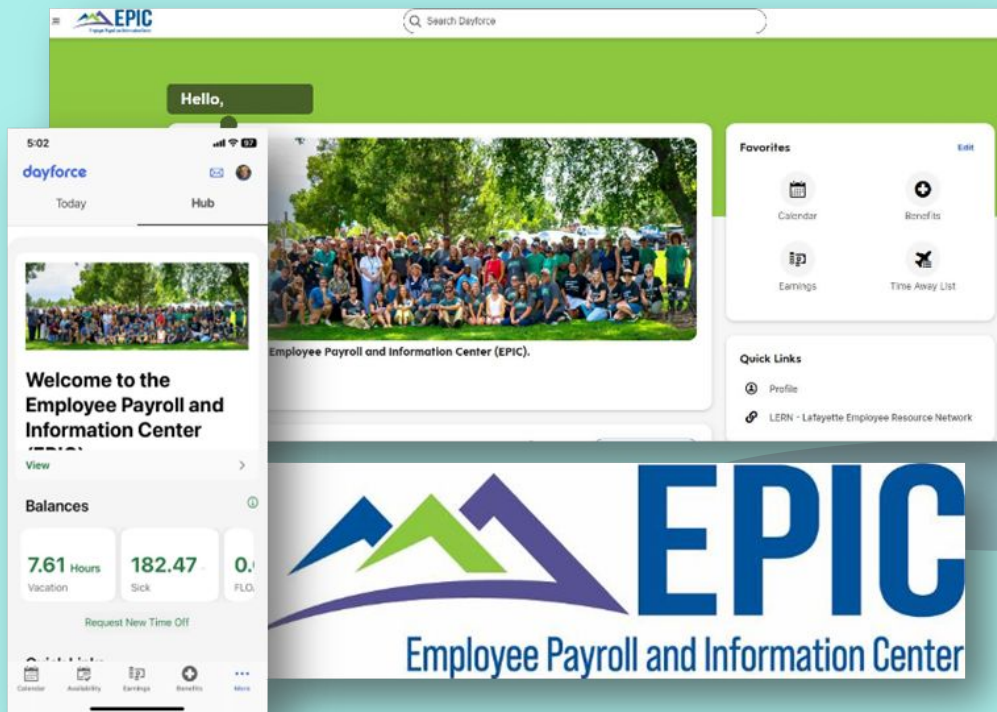 EPIC
Search Dayforce
Hello,
Employee Payroll and Information Center (EPIC).
Favorites
Edit
Calendar
Benefits
Earnings
Time Away List
Quick Links
Profile
LERN - Lafayette Employee Resource Network
5:02
97
dayforce
Today
Hub
Welcome to the
Employee Payroll and
Information Center
View
Balances
7.61 Hours
Vacation
182.47
Sick
Request New Time Off
Calendar
Availability
Earnings
Benefits
More
EPIC
Employee Payroll and Information Center